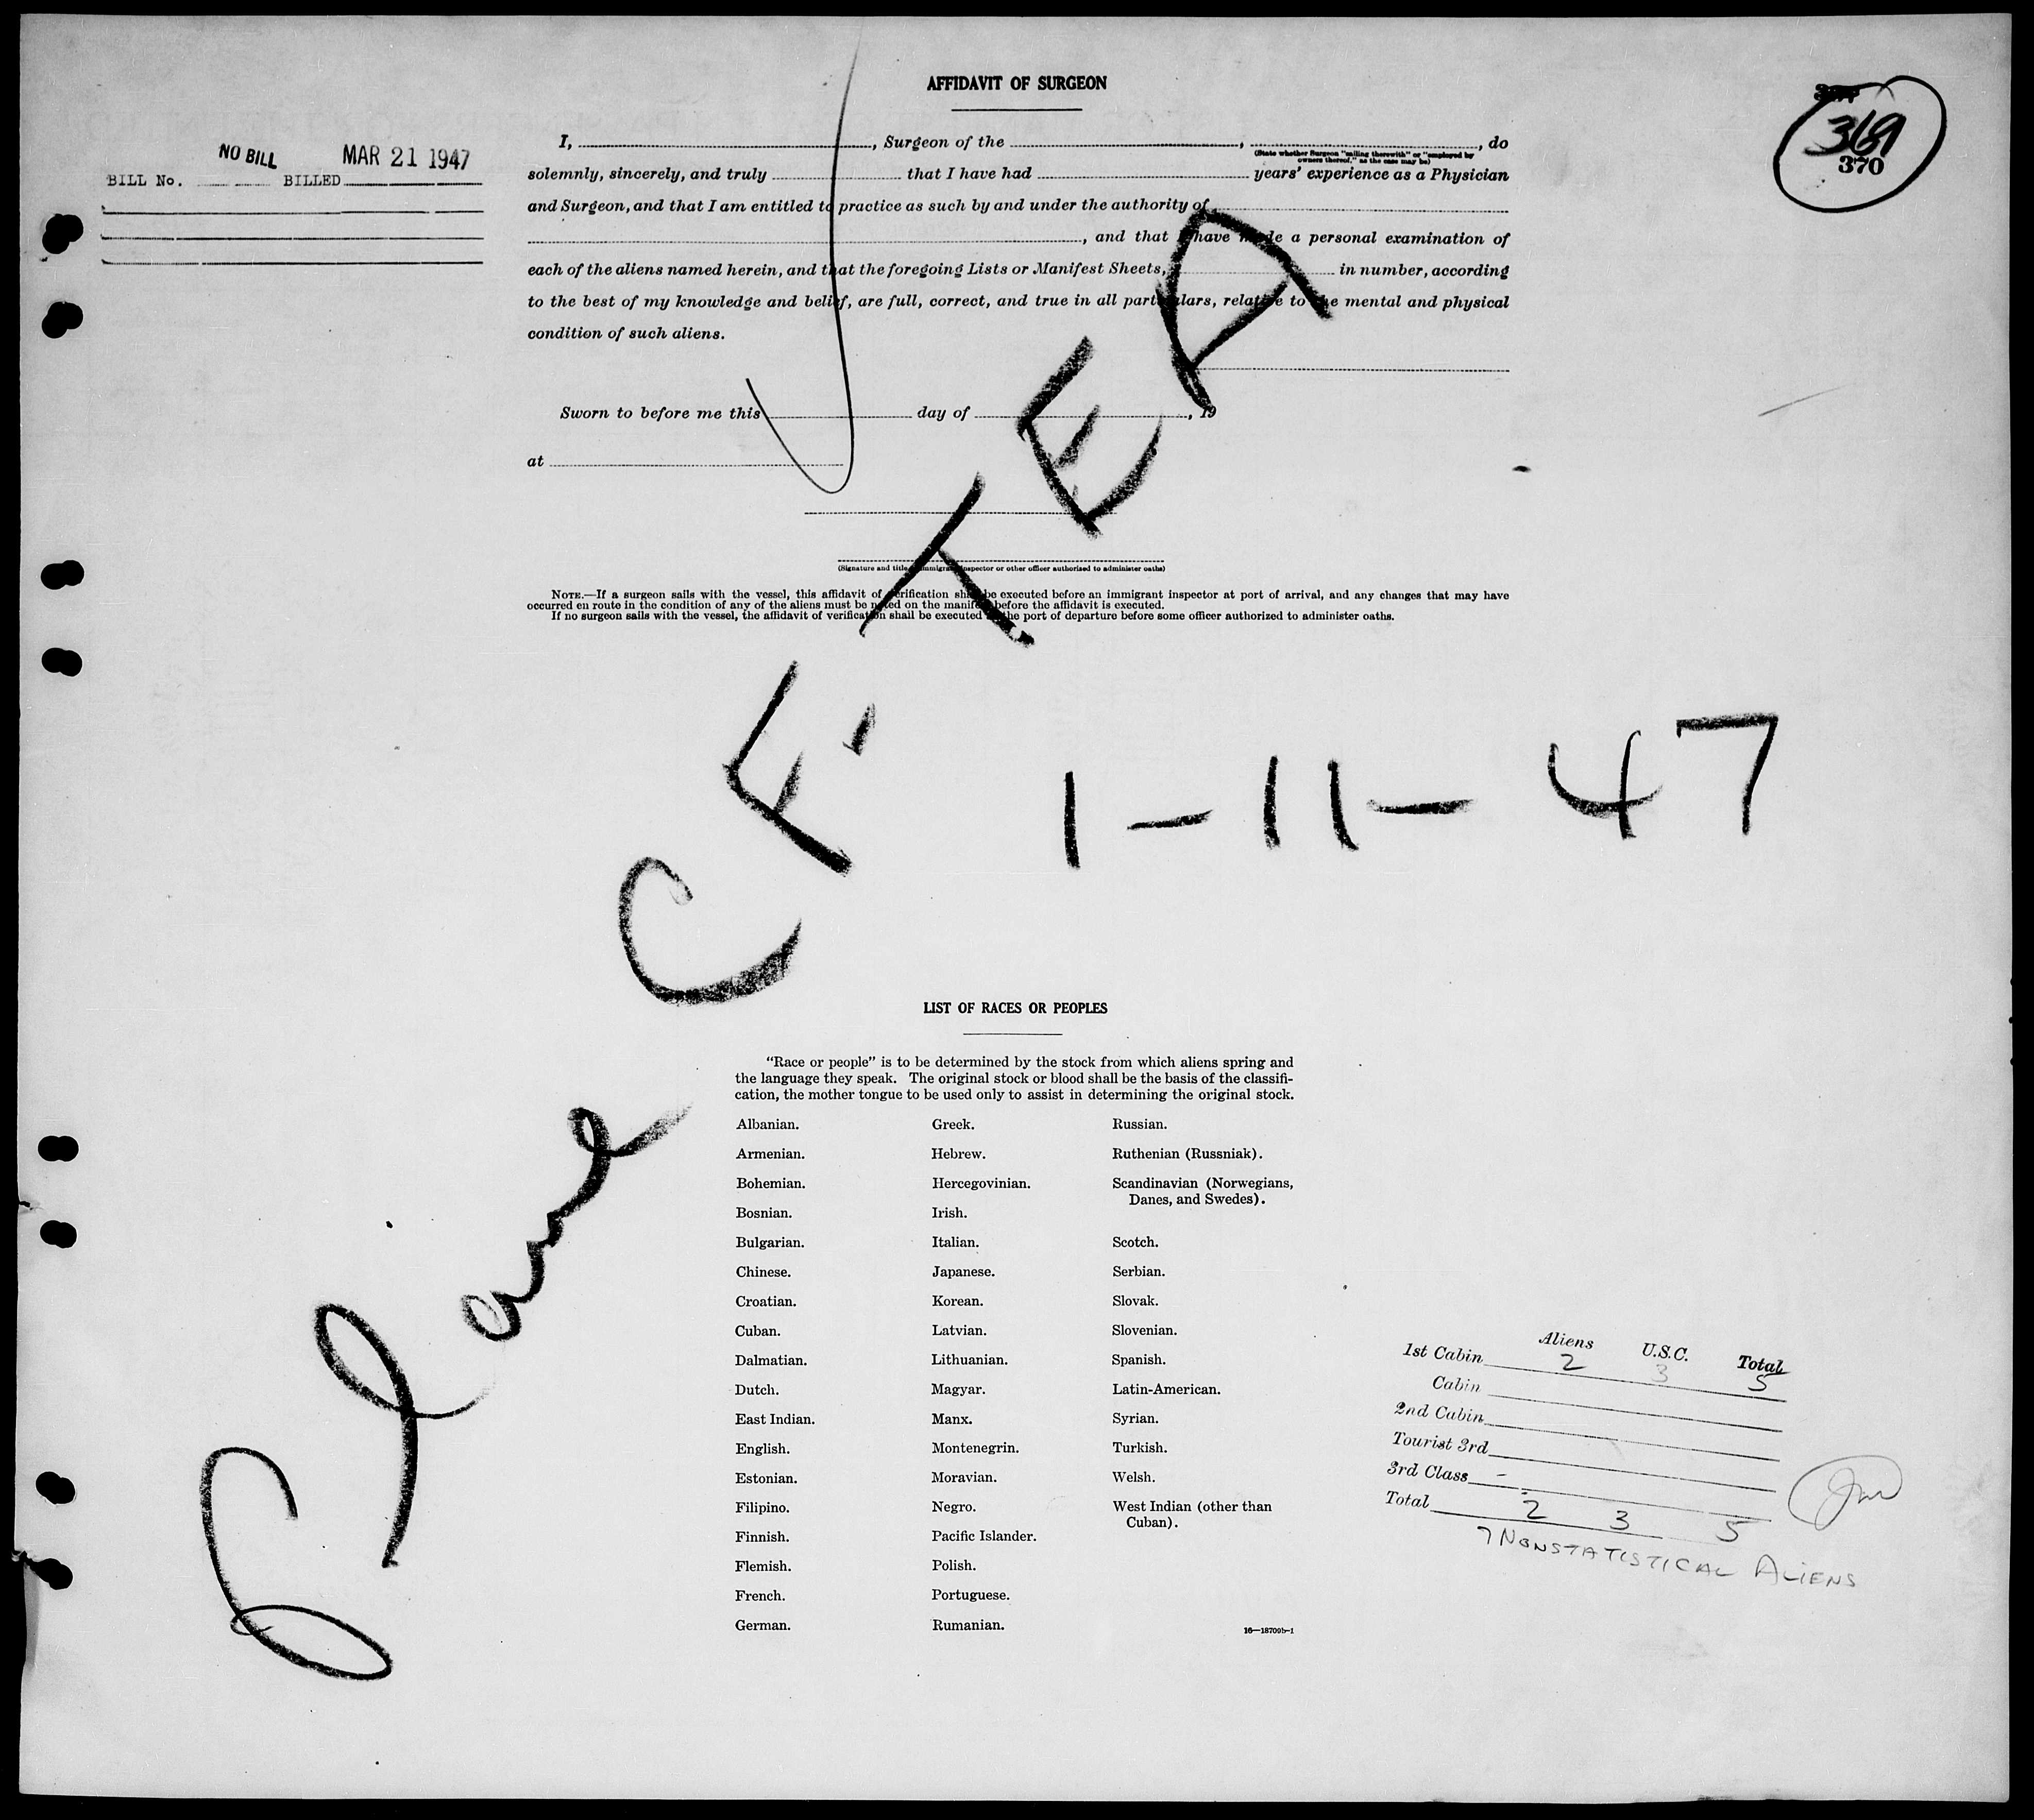 AFFIDAVIT OF SURGEON
369
370
NO BILL MAR 21 1947
BILL No. BILLED
I, , Surgeon of the , , do
(State whether Surgeon "sailing therewith" or "employed by owners thereof," as the case may be)
solemnly, sincerely, and truly that I have had years' experience as a Physician
and Surgeon, and that I am entitled to practice as such by and under the authority of
, and that I have made a personal examination of
each of the aliens named herein, and that the foregoing Lists or Manifest Sheets, in number, according
to the best of my knowledge and belief, are full, correct, and true in all particulars, relative to the mental and physical
condition of such aliens.
Sworn to before me this day of , 19
at
(Signature and title immigrant inspector or other officer authorized to administer oaths)
NOTE.—If a surgeon sails with the vessel, this affidavit of verification shall be executed before an immigrant inspector at port of arrival, and any changes that may have
occurred en route in the condition of any of the aliens must be noted on the manifest before the affidavit is executed.
If no surgeon sails with the vessel, the affidavit of verification shall be executed at the port of departure before some officer authorized to administer oaths.
Plane CF-TEA
1-11-47
LIST OF RACES OR PEOPLES
"Race or people" is to be determined by the stock from which aliens spring and
the language they speak. The original stock or blood shall be the basis of the classifi-
cation, the mother tongue to be used only to assist in determining the original stock.
Albanian. Greek. Russian.
Armenian. Hebrew. Ruthenian (Russniak).
Bohemian. Hercegovinian. Scandinavian (Norwegians,
Danes, and Swedes).
Bosnian. Irish.
Bulgarian. Italian. Scotch.
Chinese. Japanese. Serbian.
Croatian. Korean. Slovak.
Cuban. Latvian. Slovenian.
Dalmatian. Lithuanian. Spanish.
Dutch. Magyar. Latin-American.
East Indian. Manx. Syrian.
English. Montenegrin. Turkish.
Estonian. Moravian. Welsh.
Filipino. Negro. West Indian (other than
Cuban).
Finnish. Pacific Islander.
Flemish. Polish.
French. Portuguese.
German. Rumanian.
16—18709b-1
Aliens U.S.C. Total
1st Cabin 2 3 5
Cabin
2nd Cabin
Tourist 3rd
3rd Class -
Total 2 3 5
7 NONSTATISTICAL ALIENS